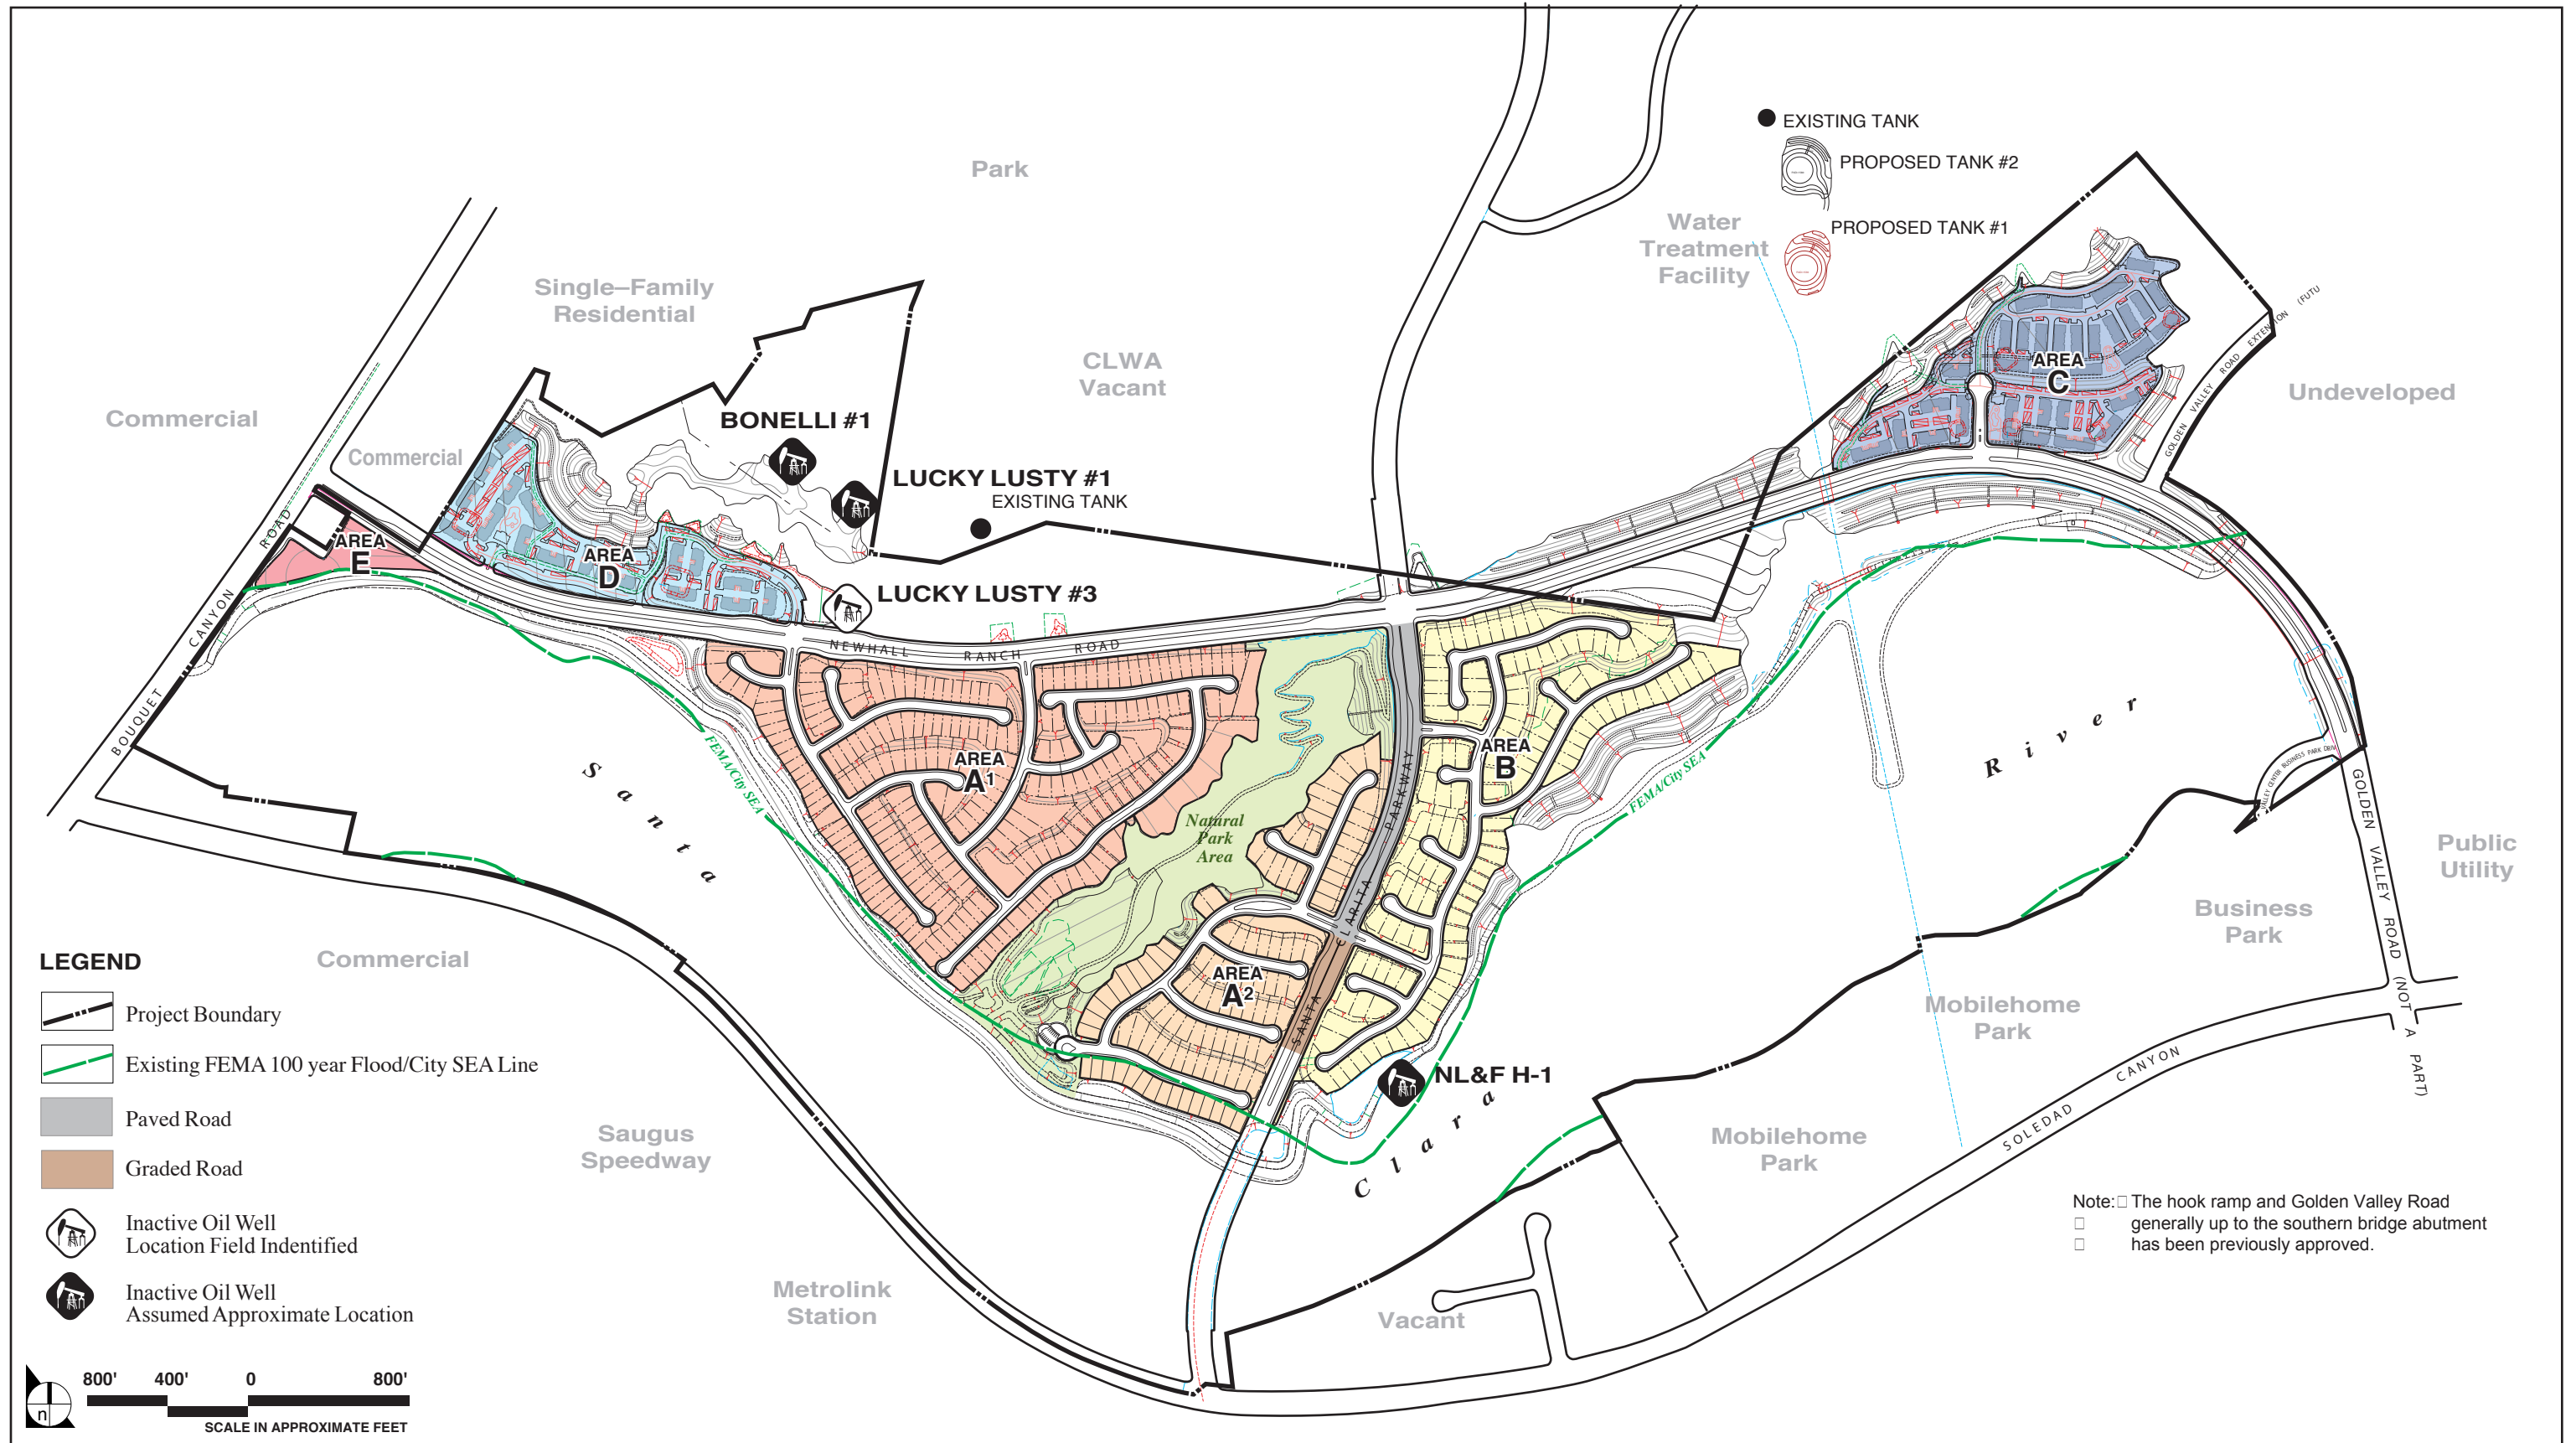 EXISTING TANK
PROPOSED TANK #2
PROPOSED TANK #1
Park
Water
Treatment
Facility
Single–Family
Residential
CLWA
Vacant
Commercial
Commercial
Undeveloped
BONELLI #1
LUCKY LUSTY #1
EXISTING TANK
LUCKY LUSTY #3
AREA
C
AREA
E
AREA
D
GOLDEN VALLEY ROAD EXTENTION (FUTU
BOUQUET CANYON ROAD
NEWHALL RANCH ROAD
AREA
A1
AREA
B
AREA
A2
Natural
Park
Area
SANTA CLARITA PARKWAY
FEMA/City SEA
FEMA/City SEA
Santa
Clara
River
NL&F H-1
GOLDEN VALLEY ROAD (NOT A PART)
VALLEY CENTER BUSINESS PARK DRIV
Public
Utility
Business
Park
Mobilehome
Park
Mobilehome
Park
SOLEDAD CANYON
Commercial
Saugus
Speedway
Metrolink
Station
Vacant
LEGEND
Project Boundary
Existing FEMA 100 year Flood/City SEA Line
Paved Road
Graded Road
Inactive Oil Well
Location Field Indentified
Inactive Oil Well
Assumed Approximate Location
n
800' 400' 0 800'
SCALE IN APPROXIMATE FEET
Note: The hook ramp and Golden Valley Road
generally up to the southern bridge abutment
has been previously approved.